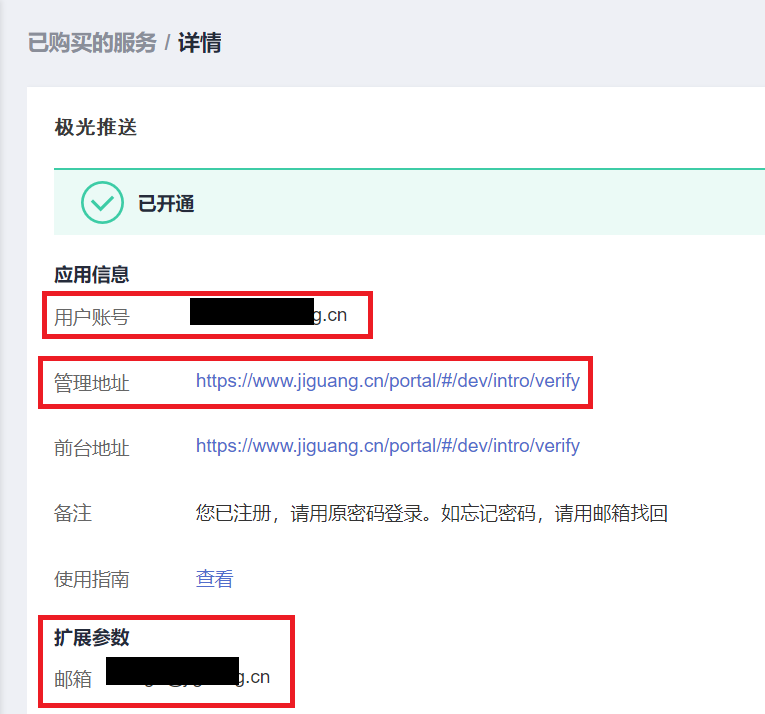 已购买的服务 / 详情
极光推送
已开通
应用信息
用户账号 g.cn
管理地址 https://www.jiguang.cn/portal/#/dev/intro/verify
前台地址 https://www.jiguang.cn/portal/#/dev/intro/verify
备注 您已注册，请用原密码登录。如忘记密码，请用邮箱找回
使用指南 查看
扩展参数
邮箱 g.cn